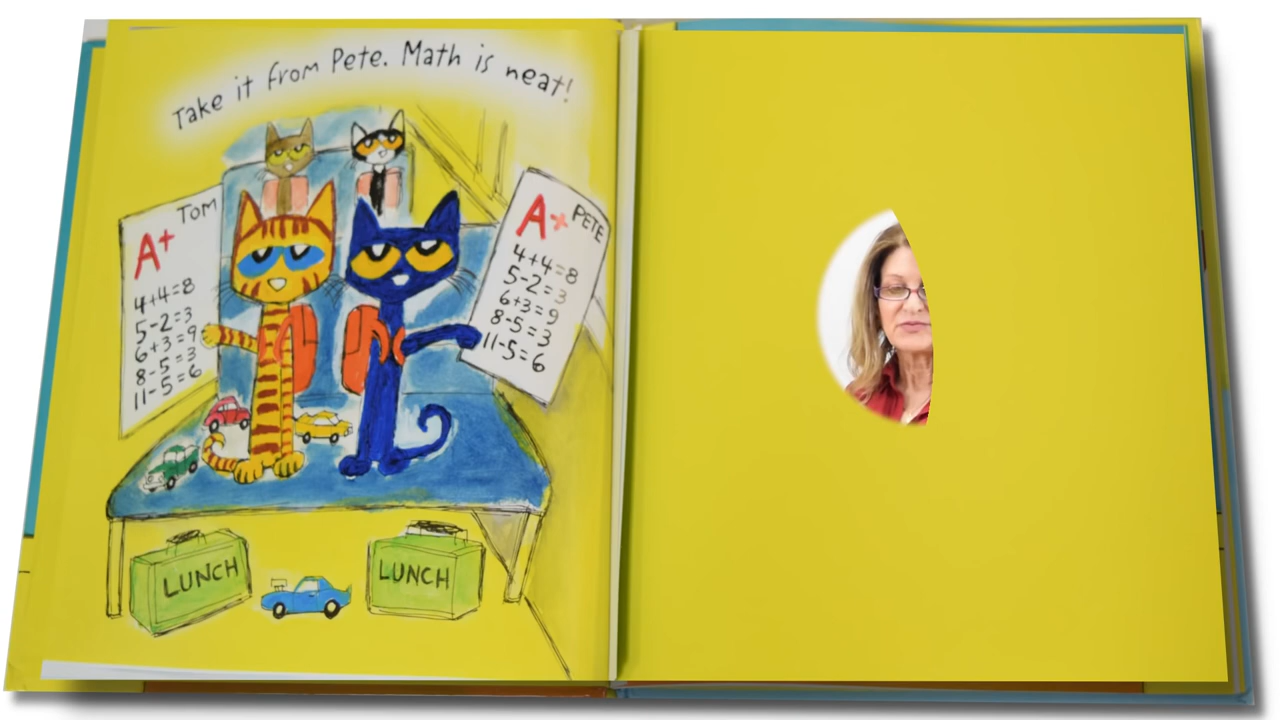 Take it from Pete. Math is neat!
TOM
A+
4+4=8
5-2=3
6+3=9
8-5=3
11-5=6
PETE
A+
4+4=8
5-2=3
6+3=9
8-5=3
11-5=6
LUNCH
LUNCH